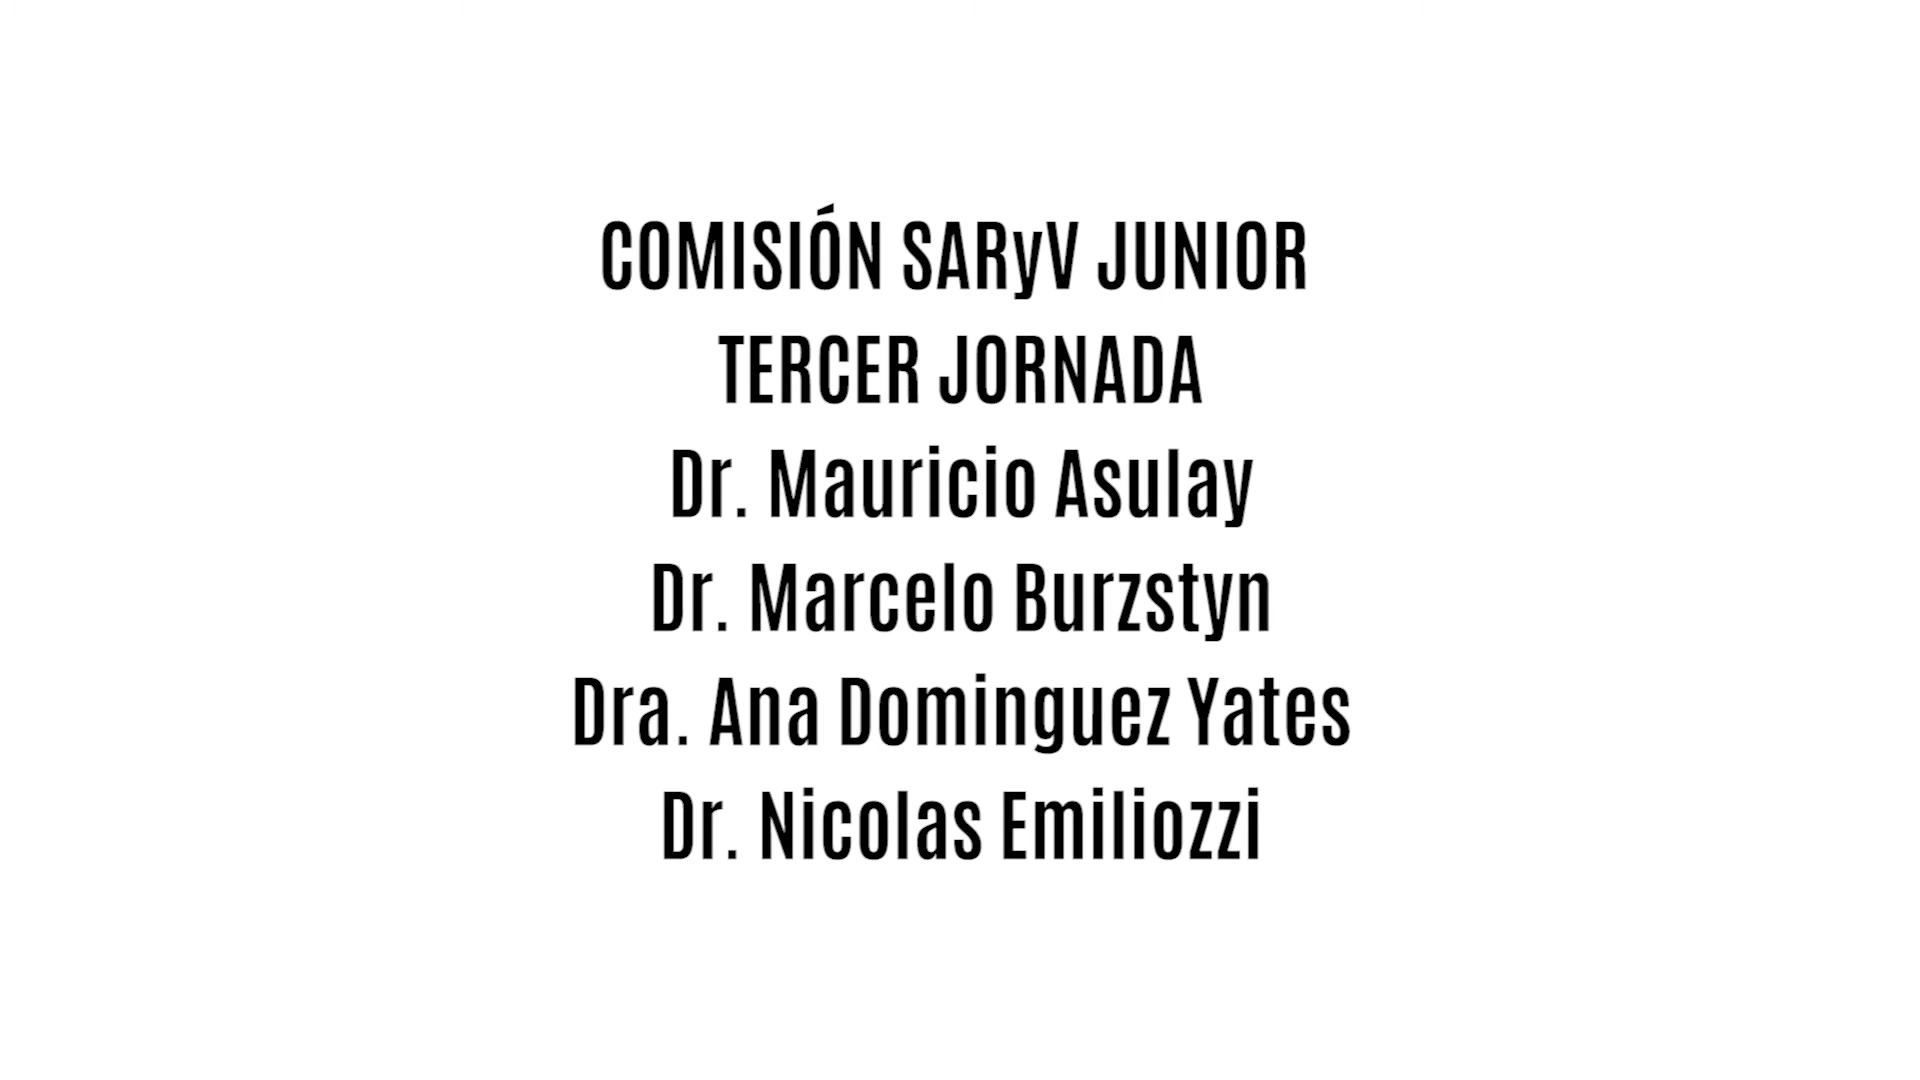 COMISIÓN SARyV JUNIOR
TERCER JORNADA
Dr. Mauricio Asulay
Dr. Marcelo Burzstyn
Dra. Ana Dominguez Yates
Dr. Nicolas Emiliozzi